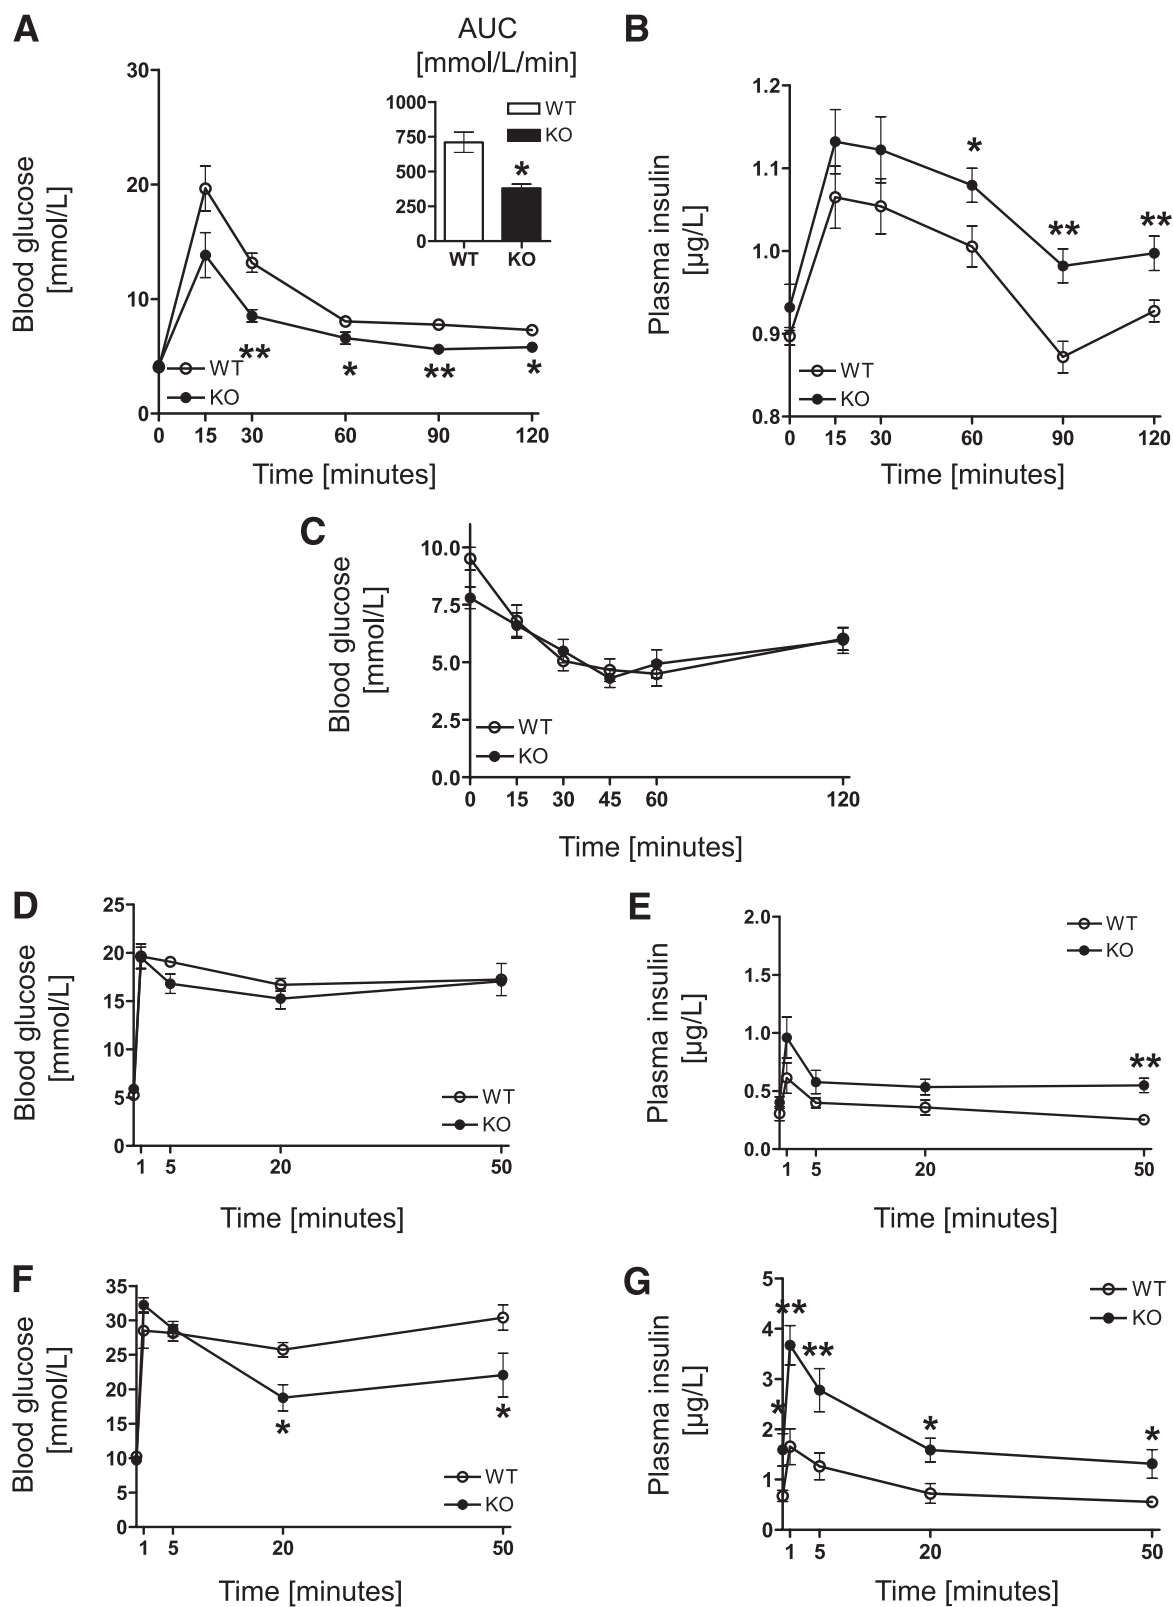 A
AUC
[mmol/L/min]
1000
750
500
250
0
WT
KO
*
WT KO
Blood glucose
[mmol/L]
30
20
10
0
WT
KO
** * ** *
0 15 30 60 90 120
Time [minutes]
B
Plasma insulin
[µg/L]
1.2
1.1
1.0
0.9
0.8
* ** **
WT
KO
0 15 30 60 90 120
Time [minutes]
C
Blood glucose
[mmol/L]
10.0
7.5
5.0
2.5
0.0
WT
KO
0 15 30 45 60 120
Time [minutes]
D
Blood glucose
[mmol/L]
25
20
15
10
5
0
WT
KO
1 5 20 50
Time [minutes]
E
Plasma insulin
[µg/L]
2.0
1.5
1.0
0.5
0.0
WT
KO
**
1 5 20 50
Time [minutes]
F
Blood glucose
[mmol/L]
35
30
25
20
15
10
5
0
* *
WT
KO
1 5 20 50
Time [minutes]
G
Plasma insulin
[µg/L]
5
4
3
2
1
0
WT
KO
* ** ** * *
1 5 20 50
Time [minutes]